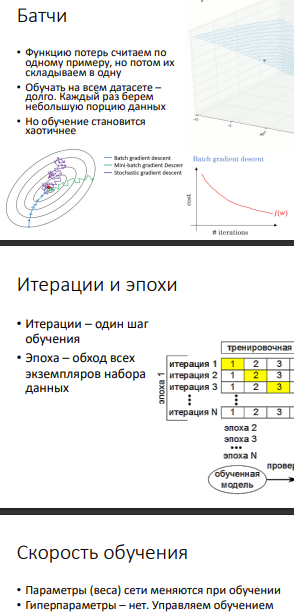 Батчи
• Функцию потерь считаем по
одному примеру, но потом их
складываем в одну
• Обучать на всем датасете –
долго. Каждый раз берем
небольшую порцию данных
• Но обучение становится
хаотичнее
Batch gradient descent
Mini-batch gradient Descent
Stochastic gradient descent
Batch gradient descent
cost
J(w)
# iterations
Итерации и эпохи
• Итерации – один шаг
обучения
• Эпоха – обход всех
экземпляров набора
данных
тренировочная
эпоха 1
итерация 1 1 2 3
итерация 2 1 2 3
итерация 3 1 2 3
итерация N 1 2 3
эпоха 2
эпоха 3
•••
эпоха N
провер
обученная
модель
Скорость обучения
• Параметры (веса) сети меняются при обучении
• Гиперпараметры – нет. Управляем обучением